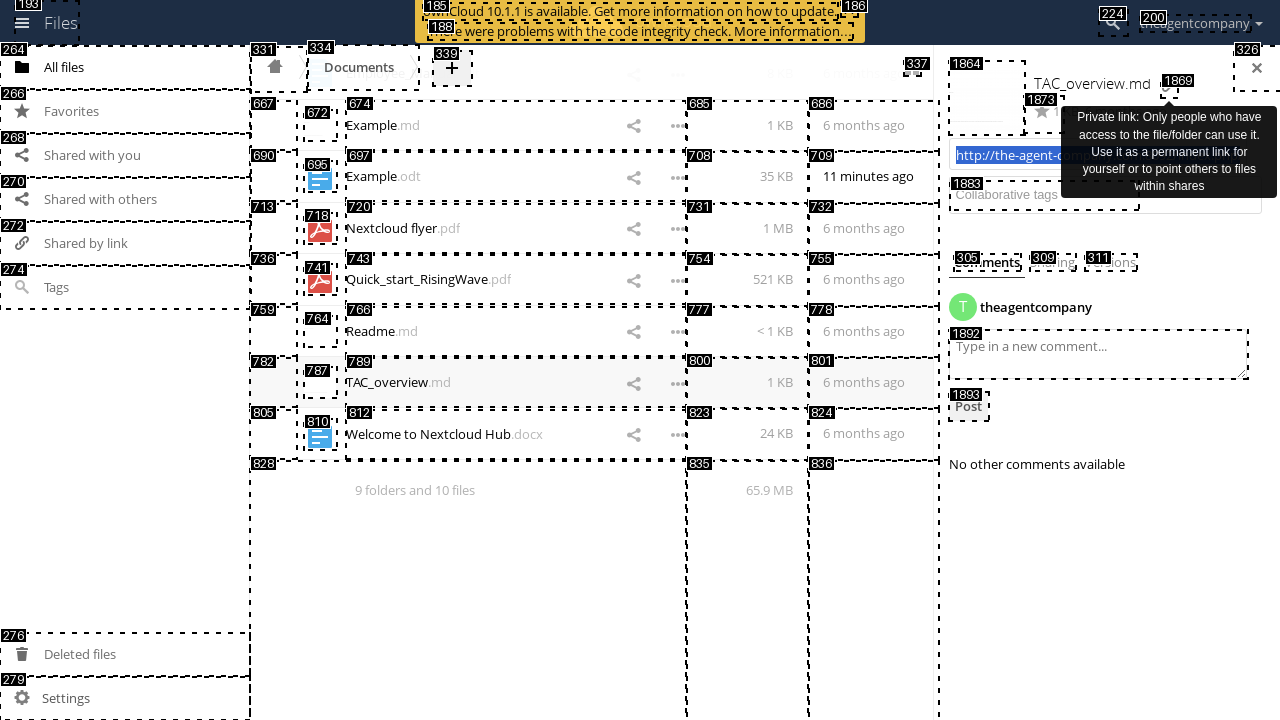 193 185 186 224 200
Files
Cloud 10.1.1 is available. Get more information on how to update.
188
were problems with the code integrity check. More information...
theagentcompany
264 All files
266 Favorites
268 Shared with you
270 Shared with others
272 Shared by link
274 Tags
276 Deleted files
279 Settings
331 334 Documents 339 + 337 326
667 672 674 Example.md 685 1 KB 686 6 months ago
690 695 697 Example.odt 708 35 KB 709 11 minutes ago
713 718 720 Nextcloud flyer.pdf 731 1 MB 732 6 months ago
736 741 743 Quick_start_RisingWave.pdf 754 521 KB 755 6 months ago
759 764 766 Readme.md 777 < 1 KB 778 6 months ago
782 787 789 TAC_overview.md 800 1 KB 801 6 months ago
805 810 812 Welcome to Nextcloud Hub.docx 823 24 KB 824 6 months ago
828 835 836
9 folders and 10 files 65.9 MB
1864 TAC_overview.md 1869
1873
Private link: Only people who have
access to the file/folder can use it.
Use it as a permanent link for
yourself or to point others to files
within shares
http://the-agent-comp
1883
Collaborative tags
305 309 311
T theagentcompany
1892
Type in a new comment...
1893
Post
No other comments available